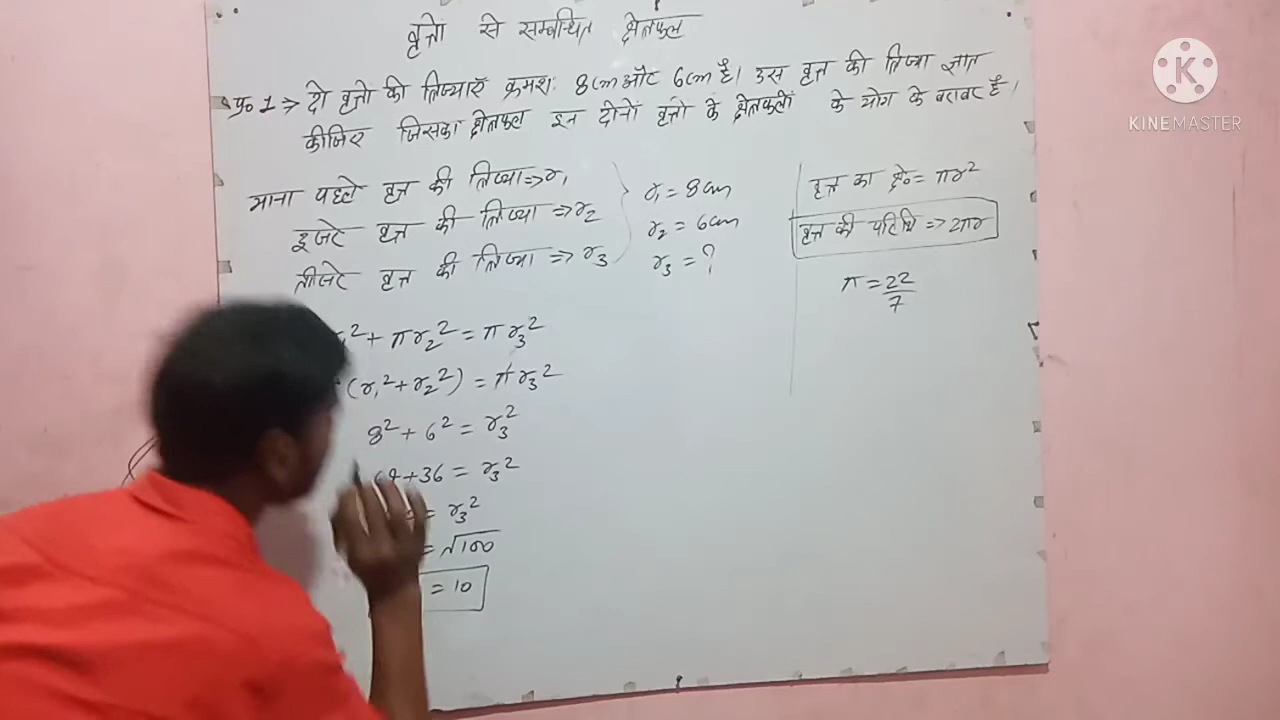 वृत्तो से सम्बन्धित क्षेत्रफल
प्र० 1 ⇒ दो वृत्तो की त्रिज्याऐ क्रमशः 8cm और 6cm है। उस वृत्त की त्रिज्या ज्ञात
कीजिए जिसका क्षेत्रफल इन दोनों वृत्तो के क्षेत्रफलों के योग के बराबर है।
माना पहले वृत्त की त्रिज्या ⇒ r₁
दूसरे वृत्त की त्रिज्या ⇒ r₂
तीसरे वृत्त की त्रिज्या ⇒ r₃
r₁ = 8cm
r₂ = 6cm
r₃ = ?
वृत्त का क्षे० = πr²
वृत्त की परिधि ⇒ 2πr
π = 22/7
² + πr₂² = πr₃²
(r₁² + r₂²) = πr₃²
8² + 6² = r₃²
64 + 36 = r₃²
= r₃²
= √100
= 10
KINEMASTER